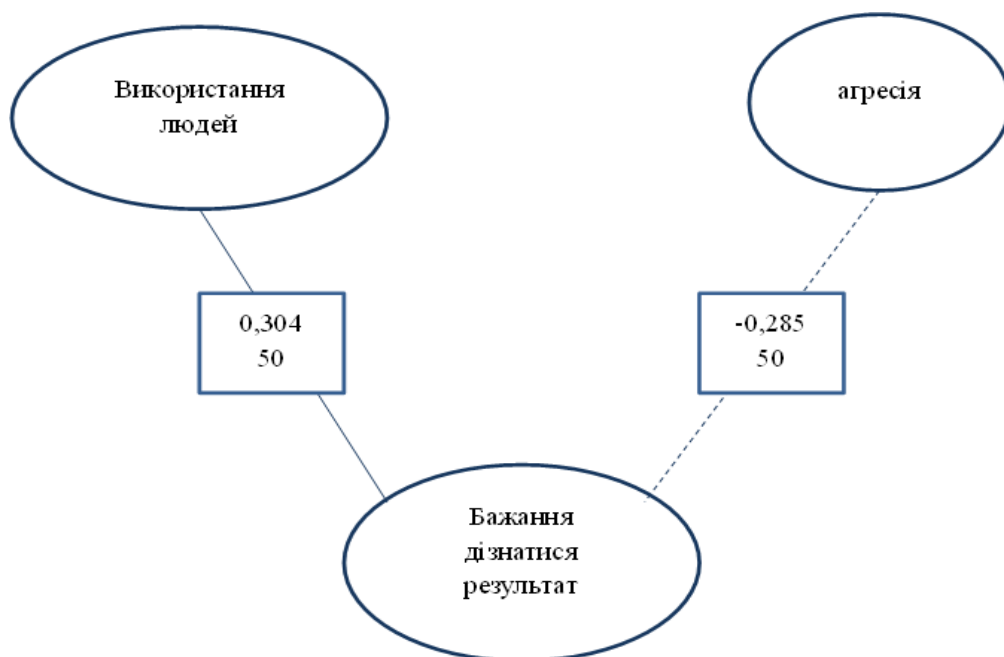 Використання
людей
агресія
0,304
50
-0,285
50
Бажання
дізнатися
результат